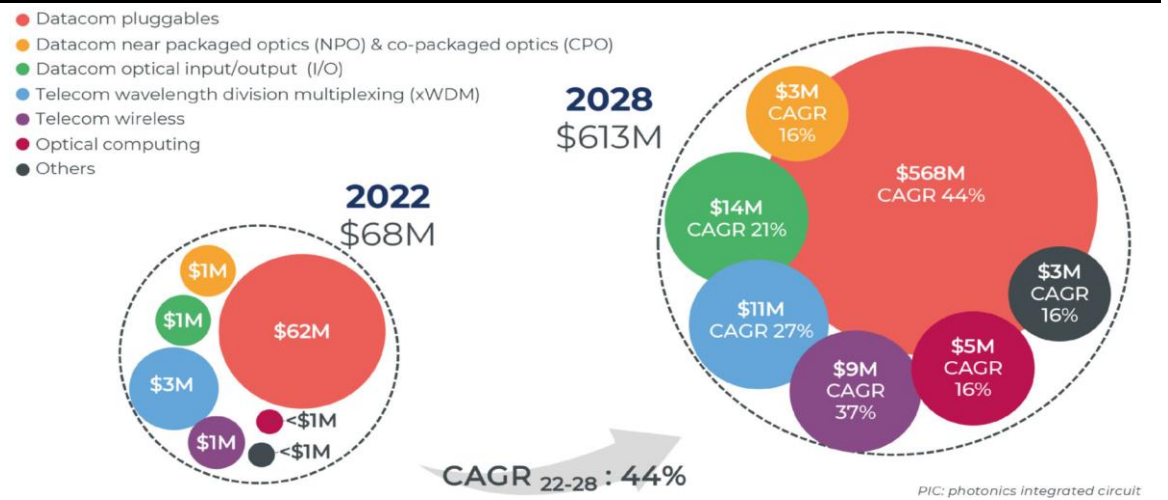 Datacom pluggables
Datacom near packaged optics (NPO) & co-packaged optics (CPO)
Datacom optical input/output (I/O)
Telecom wavelength division multiplexing (xWDM)
Telecom wireless
Optical computing
Others
2022
$68M
$1M
$1M
$62M
$3M
$1M
<$1M
<$1M
2028
$613M
$3M
CAGR
16%
$568M
CAGR 44%
$14M
CAGR 21%
$11M
CAGR 27%
$9M
CAGR
37%
$5M
CAGR
16%
$3M
CAGR
16%
CAGR 22-28 : 44%
PIC: photonics integrated circuit